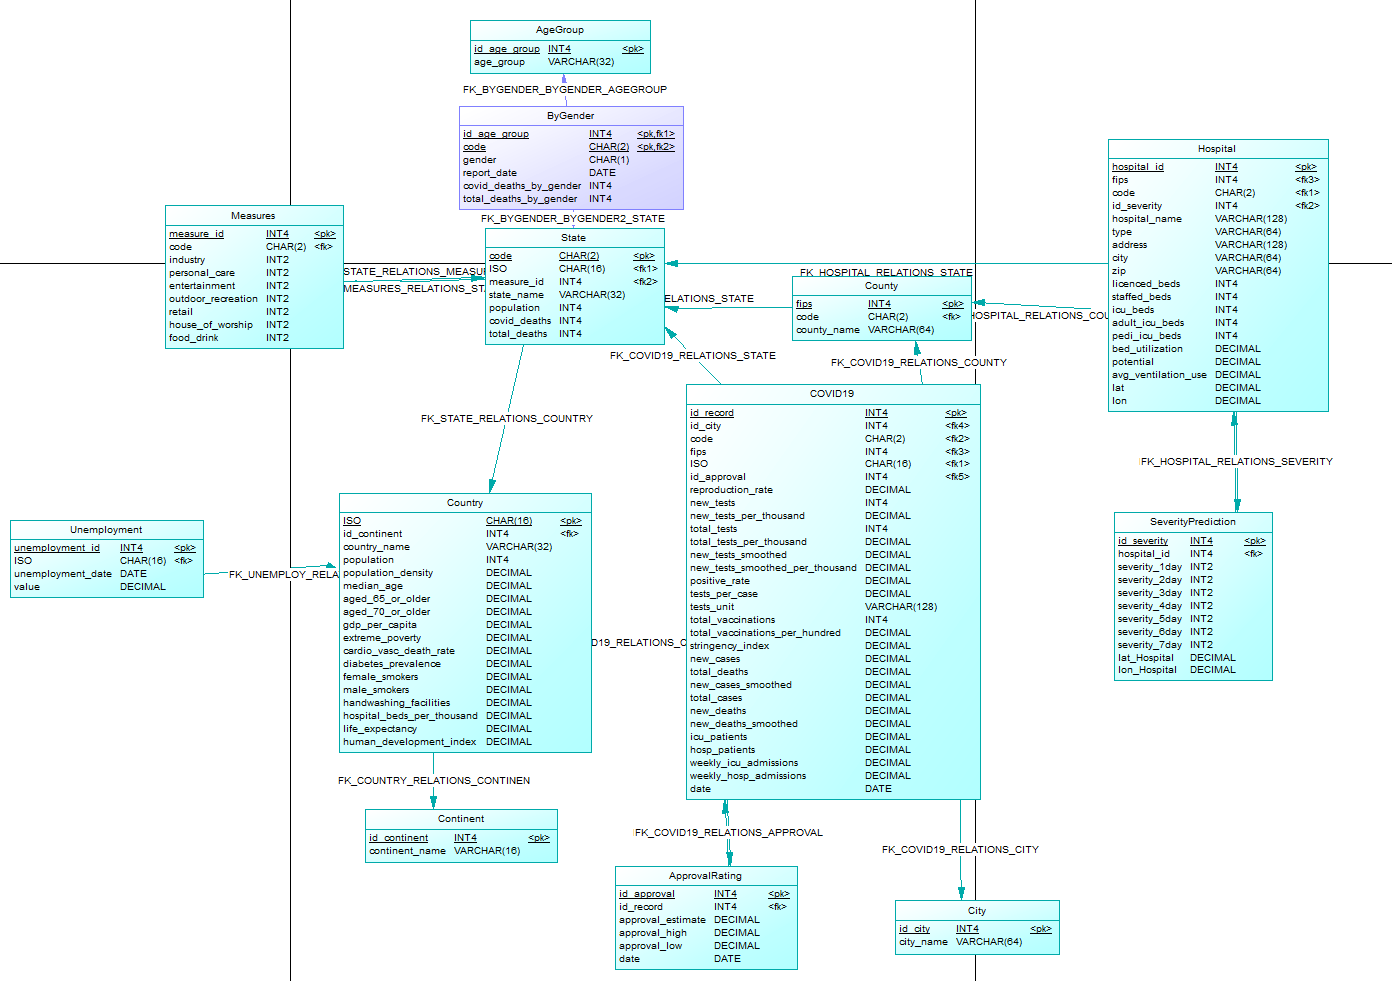 AgeGroup
id_age_group INT4 <pk>
age_group VARCHAR(32)
FK_BYGENDER_BYGENDER_AGEGROUP
ByGender
id_age_group INT4 <pk,fk1>
code CHAR(2) <pk,fk2>
gender CHAR(1)
report_date DATE
covid_deaths_by_gender INT4
total_deaths_by_gender INT4
FK_BYGENDER_BYGENDER2_STATE
Measures
measure_id INT4 <pk>
code CHAR(2) <fk>
industry INT2
personal_care INT2
entertainment INT2
outdoor_recreation INT2
retail INT2
house_of_worship INT2
food_drink INT2
STATE_RELATIONS_MEASU
MEASURES_RELATIONS_STA
State
code CHAR(2) <pk>
ISO CHAR(16) <fk1>
measure_id INT4 <fk2>
state_name VARCHAR(32)
population INT4
covid_deaths INT4
total_deaths INT4
FK_HOSPITAL_RELATIONS_STATE
ELATIONS_STATE
County
fips INT4 <pk>
code CHAR(2) <fk>
county_name VARCHAR(64)
HOSPITAL_RELATIONS_COU
Hospital
hospital_id INT4 <pk>
fips INT4 <fk3>
code CHAR(2) <fk1>
id_severity INT4 <fk2>
hospital_name VARCHAR(128)
type VARCHAR(64)
address VARCHAR(128)
city VARCHAR(64)
zip VARCHAR(64)
licenced_beds INT4
staffed_beds INT4
icu_beds INT4
adult_icu_beds INT4
pedi_icu_beds INT4
bed_utilization DECIMAL
potential DECIMAL
avg_ventilation_use DECIMAL
lat DECIMAL
lon DECIMAL
FK_COVID19_RELATIONS_STATE
FK_COVID19_RELATIONS_COUNTY
FK_STATE_RELATIONS_COUNTRY
FK_HOSPITAL_RELATIONS_SEVERITY
COVID19
id_record INT4 <pk>
id_city INT4 <fk4>
code CHAR(2) <fk2>
fips INT4 <fk3>
ISO CHAR(16) <fk1>
id_approval INT4 <fk5>
reproduction_rate DECIMAL
new_tests INT4
new_tests_per_thousand DECIMAL
total_tests INT4
total_tests_per_thousand DECIMAL
new_tests_smoothed DECIMAL
new_tests_smoothed_per_thousand DECIMAL
positive_rate DECIMAL
tests_per_case DECIMAL
tests_unit VARCHAR(128)
total_vaccinations INT4
total_vaccinations_per_hundred DECIMAL
stringency_index DECIMAL
new_cases DECIMAL
total_deaths DECIMAL
new_cases_smoothed DECIMAL
total_cases DECIMAL
new_deaths DECIMAL
new_deaths_smoothed DECIMAL
icu_patients DECIMAL
hosp_patients DECIMAL
weekly_icu_admissions DECIMAL
weekly_hosp_admissions DECIMAL
date DATE
Unemployment
unemployment_id INT4 <pk>
ISO CHAR(16) <fk>
unemployment_date DATE
value DECIMAL
FK_UNEMPLOY_RELA
Country
ISO CHAR(16) <pk>
id_continent INT4 <fk>
country_name VARCHAR(32)
population INT4
population_density DECIMAL
median_age DECIMAL
aged_65_or_older DECIMAL
aged_70_or_older DECIMAL
gdp_per_capita DECIMAL
extreme_poverty DECIMAL
cardio_vasc_death_rate DECIMAL
diabetes_prevalence DECIMAL
female_smokers DECIMAL
male_smokers DECIMAL
handwashing_facilities DECIMAL
hospital_beds_per_thousand DECIMAL
life_expectancy DECIMAL
human_development_index DECIMAL
D19_RELATIONS_C
SeverityPrediction
id_severity INT4 <pk>
hospital_id INT4 <fk>
severity_1day INT2
severity_2day INT2
severity_3day INT2
severity_4day INT2
severity_5day INT2
severity_6day INT2
severity_7day INT2
lat_Hospital DECIMAL
lon_Hospital DECIMAL
FK_COUNTRY_RELATIONS_CONTINEN
Continent
id_continent INT4 <pk>
continent_name VARCHAR(16)
FK_COVID19_RELATIONS_APPROVAL
FK_COVID19_RELATIONS_CITY
ApprovalRating
id_approval INT4 <pk>
id_record INT4 <fk>
approval_estimate DECIMAL
approval_high DECIMAL
approval_low DECIMAL
date DATE
City
id_city INT4 <pk>
city_name VARCHAR(64)